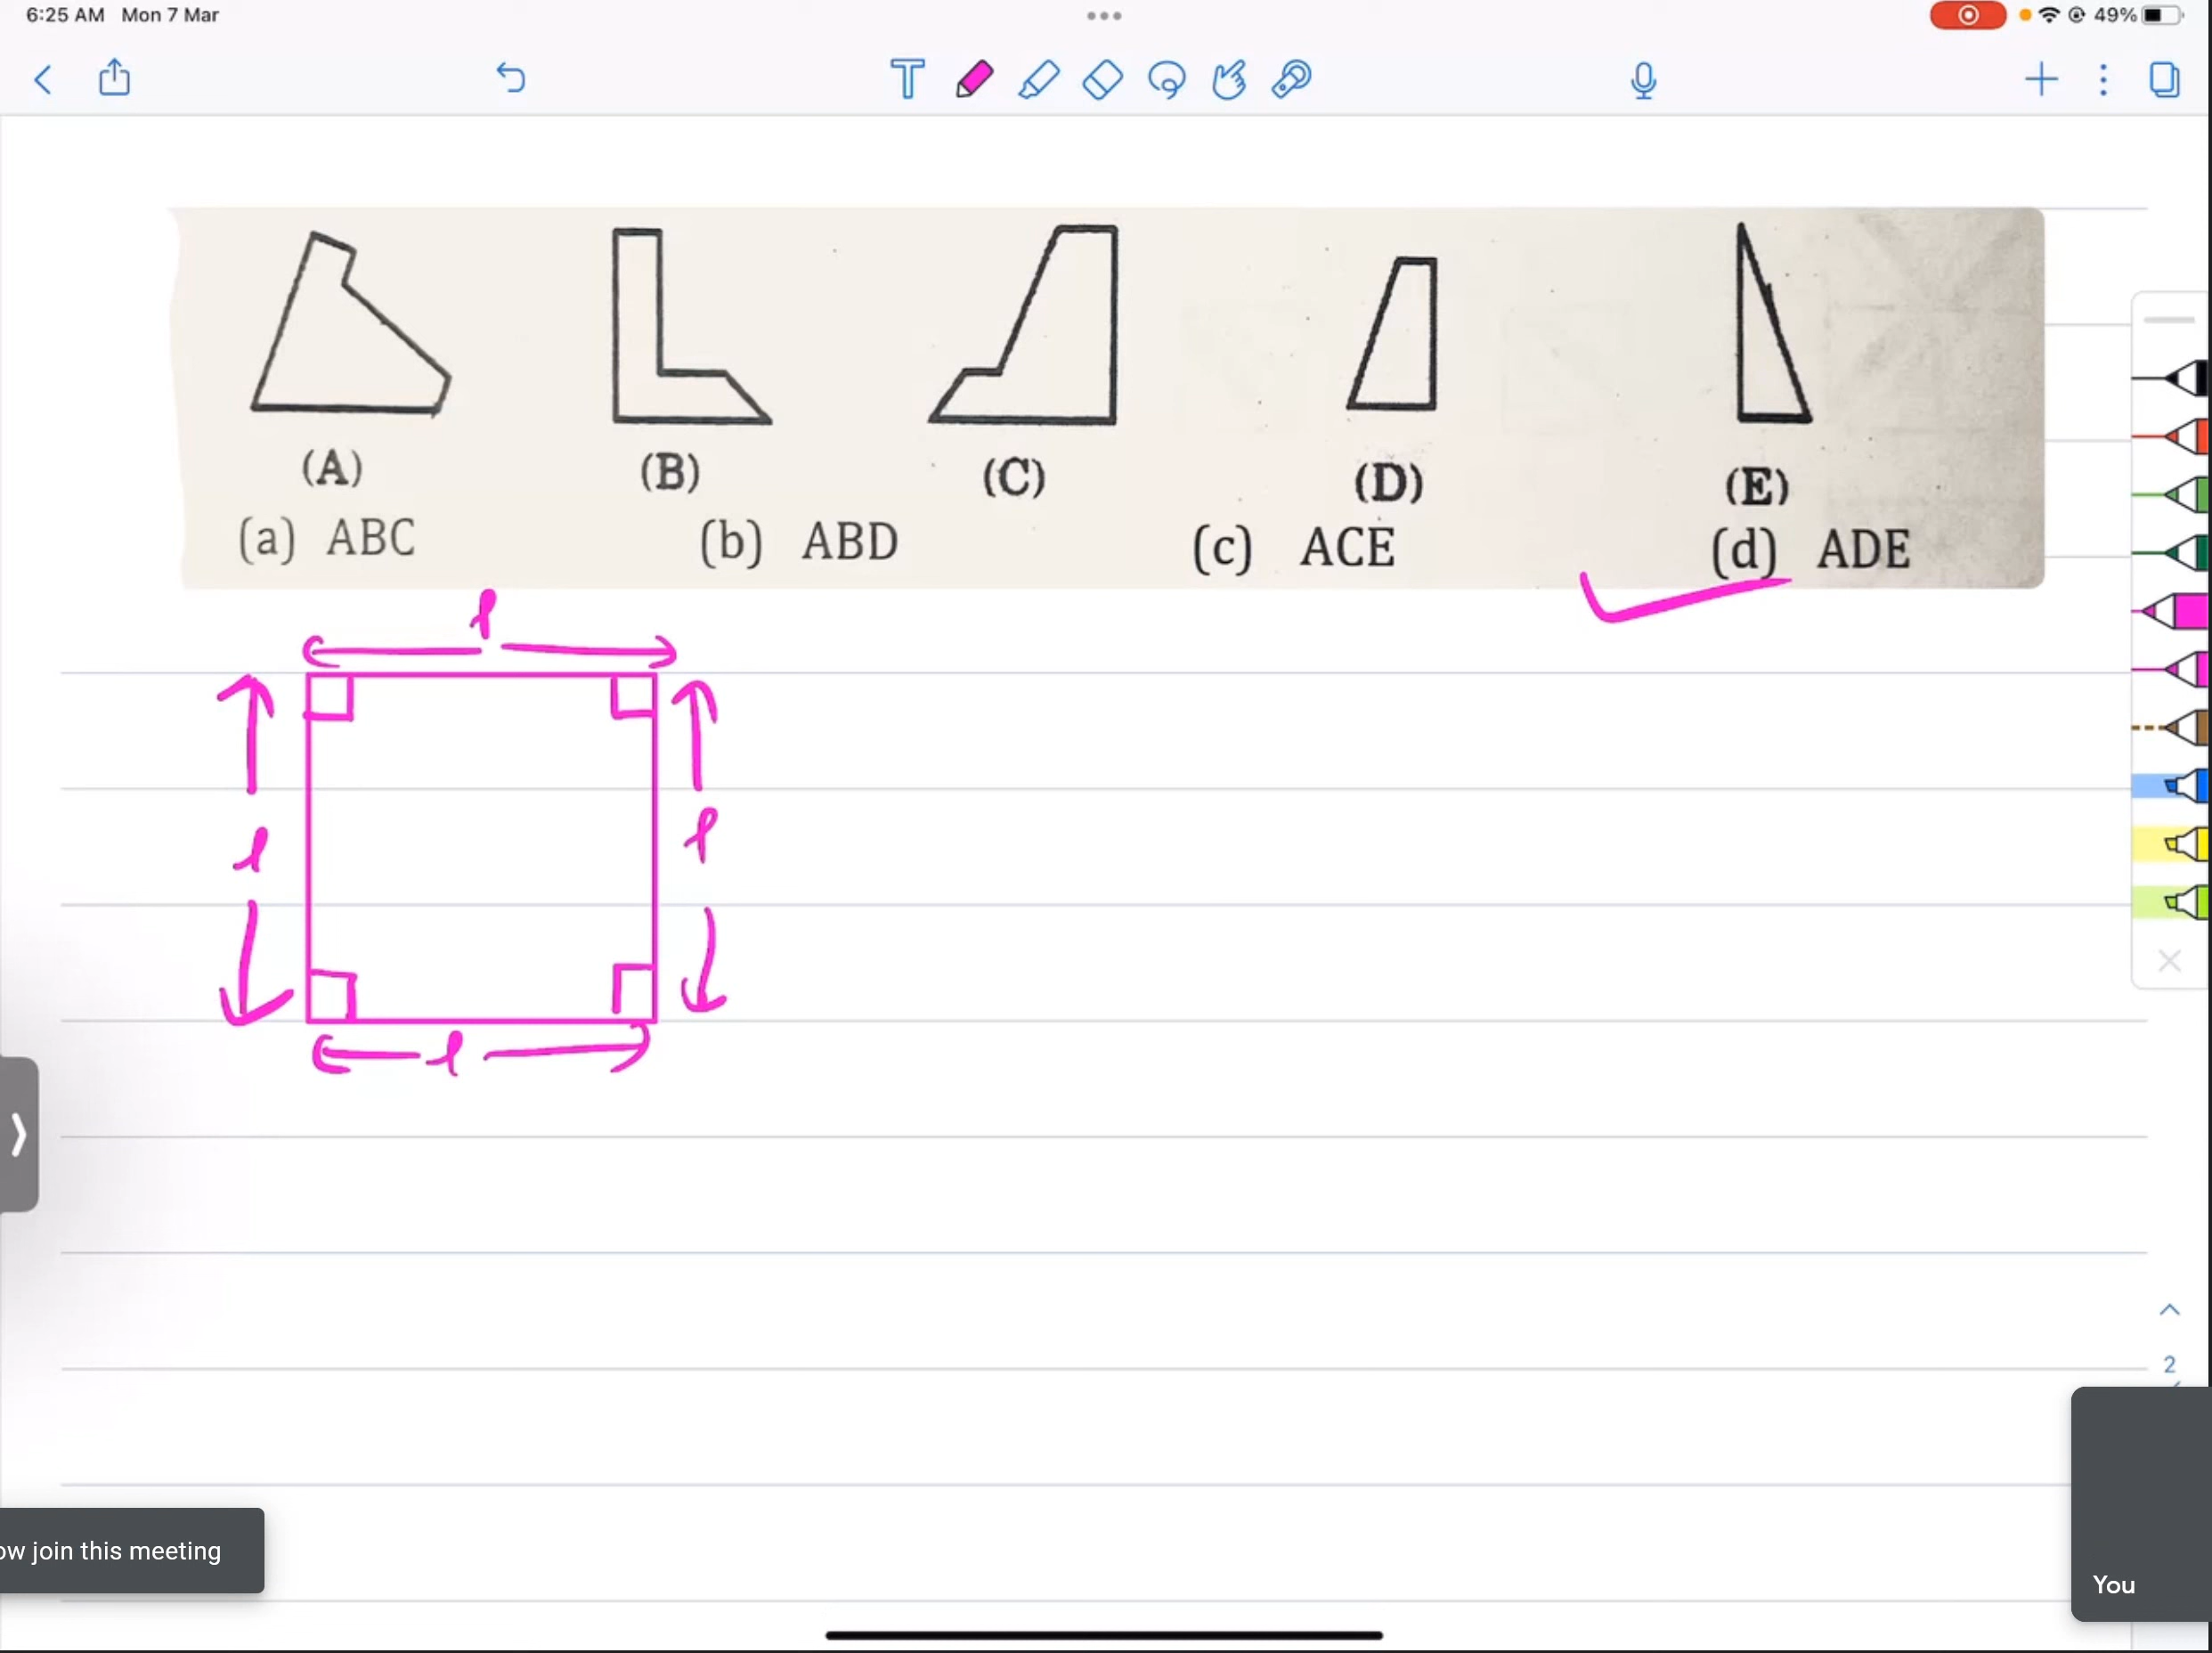 6:25 AM Mon 7 Mar
49%
(A) (B) (C) (D) (E)
(a) ABC (b) ABD (c) ACE (d) ADE
l
l
l
l
2
ow join this meeting
You